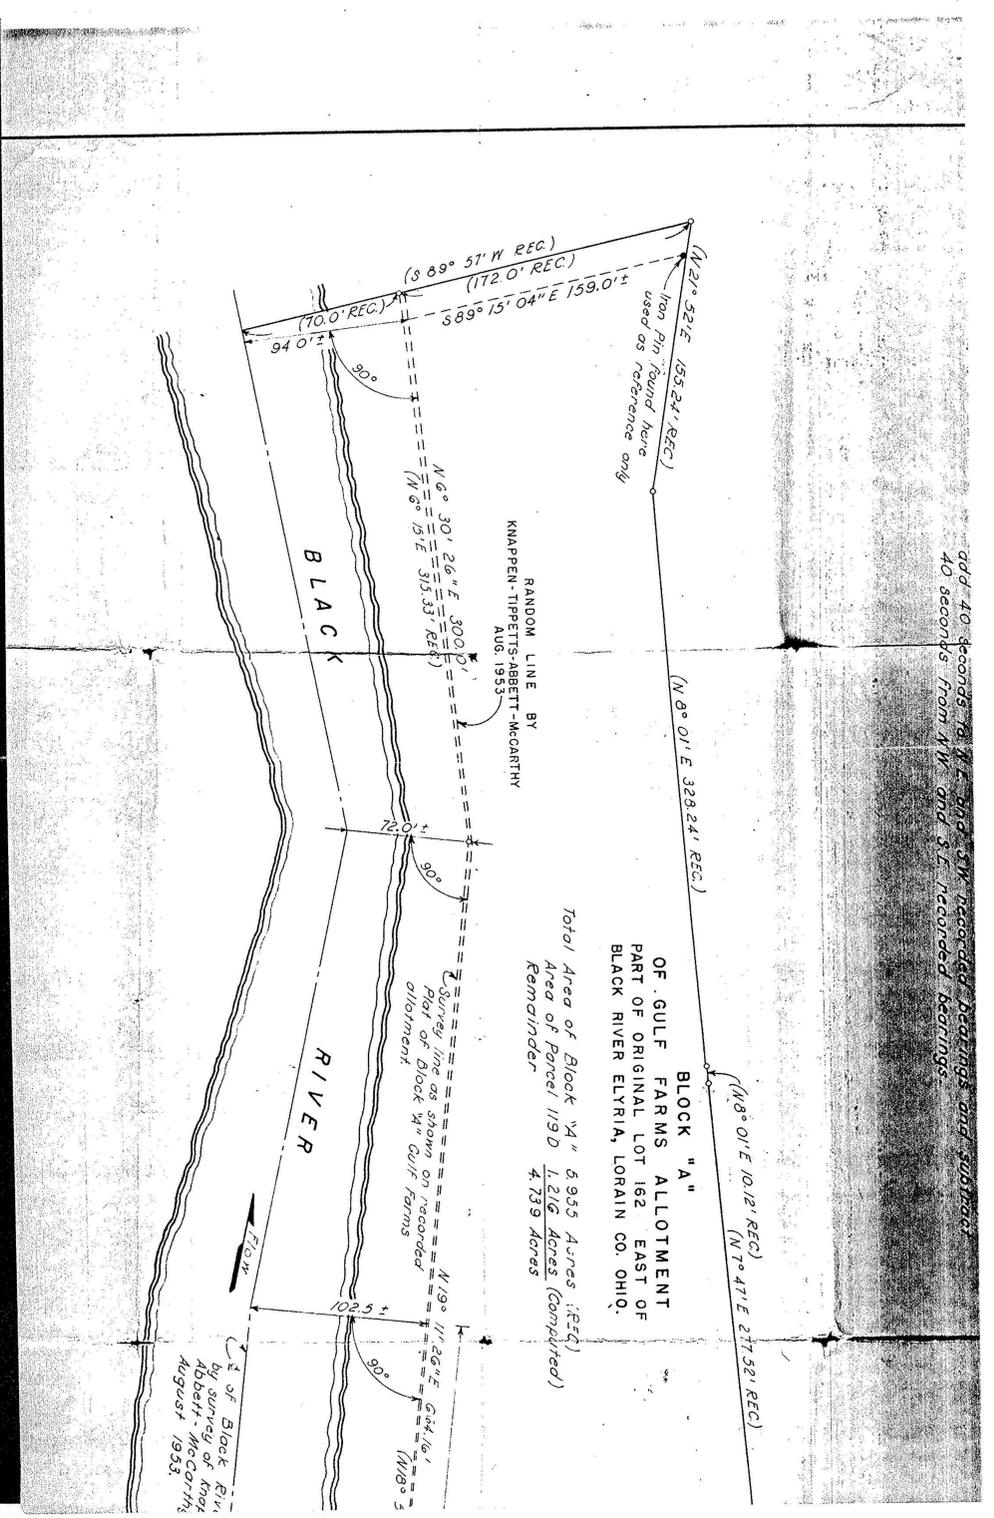 add 40 seconds to N.E. and S.W. recorded bearings and subtract
40 seconds from N.W. and S.E. recorded bearings.
(N 21° 52' E 155.24' REC.)
Iron Pin found here
used as reference only
(S 89° 57' W REC.)
(172.0' REC.)
S 89° 15' 04" E 159.0'±
(70.0' REC.)
94.0'±
90°
N 6° 30' 26" E 300.10'
(N 6° 15' E 315.33' REC.)
RANDOM LINE BY
KNAPPEN-TIPPETTS-ABBETT-McCARTHY
AUG. 1953
(N 8° 01' E 328.24' REC.)
(N 8° 01' E 10.12' REC.)
(N 7° 47' E 277.52' REC.)
BLOCK "A"
OF GULF FARMS ALLOTMENT
PART OF ORIGINAL LOT 162 EAST OF
BLACK RIVER ELYRIA, LORAIN CO. OHIO.
Total Area of Block "A" 5.955 Acres (REC.)
Area of Parcel 119D 1.216 Acres (Computed)
Remainder 4.739 Acres
72.0'±
90°
Survey line as shown on recorded
Plat of Block "A" Gulf Farms
allotment
BLACK RIVER
Flow
102.5±
90°
N 19° 11' 26" E 664.16'
(N 18°
℄ of Black
by survey of
Abbett-McCarthy
August 1953.